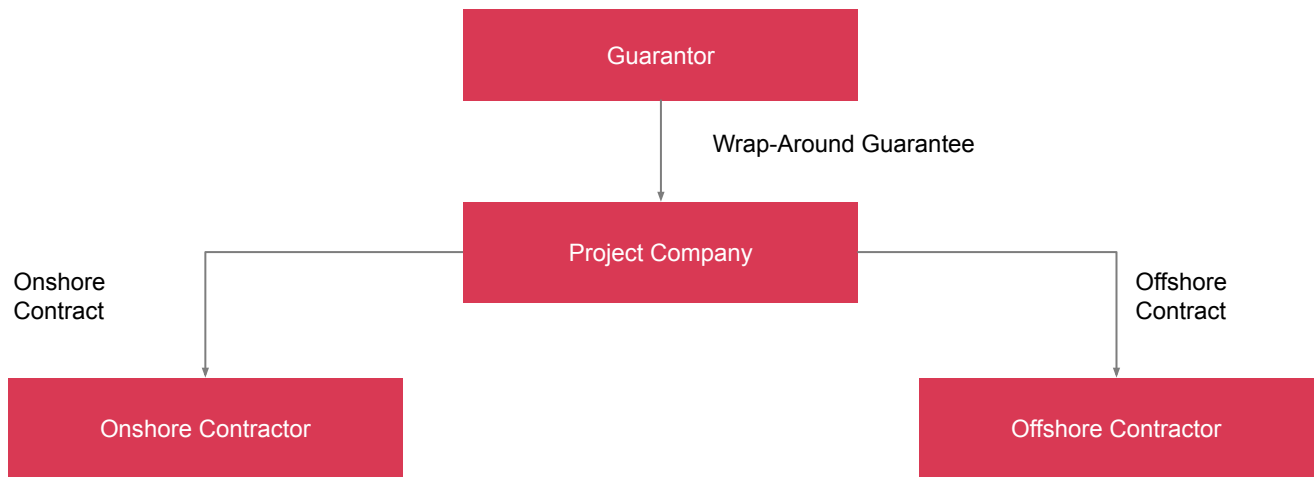 Guarantor
Wrap-Around Guarantee
Project Company
Onshore
Contract
Offshore
Contract
Onshore Contractor
Offshore Contractor